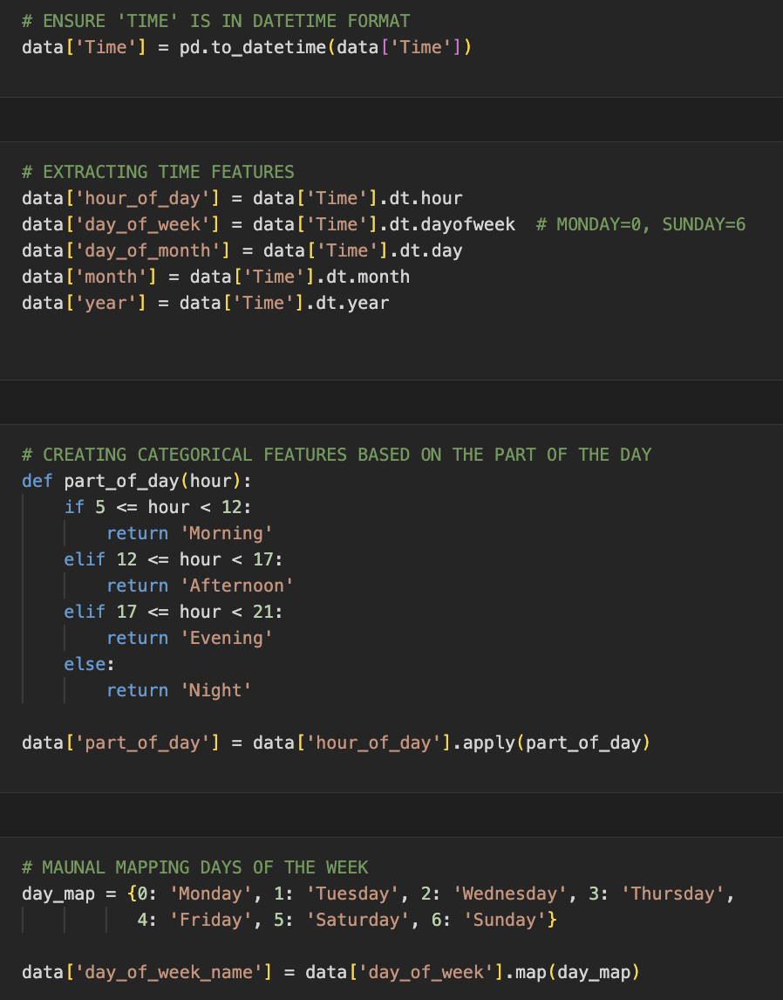 # ENSURE 'TIME' IS IN DATETIME FORMAT
data['Time'] = pd.to_datetime(data['Time'])
# EXTRACTING TIME FEATURES
data['hour_of_day'] = data['Time'].dt.hour
data['day_of_week'] = data['Time'].dt.dayofweek  # MONDAY=0, SUNDAY=6
data['day_of_month'] = data['Time'].dt.day
data['month'] = data['Time'].dt.month
data['year'] = data['Time'].dt.year
# CREATING CATEGORICAL FEATURES BASED ON THE PART OF THE DAY
def part_of_day(hour):
    if 5 <= hour < 12:
        return 'Morning'
    elif 12 <= hour < 17:
        return 'Afternoon'
    elif 17 <= hour < 21:
        return 'Evening'
    else:
        return 'Night'
data['part_of_day'] = data['hour_of_day'].apply(part_of_day)
# MAUNAL MAPPING DAYS OF THE WEEK
day_map = {0: 'Monday', 1: 'Tuesday', 2: 'Wednesday', 3: 'Thursday',
           4: 'Friday', 5: 'Saturday', 6: 'Sunday'}
data['day_of_week_name'] = data['day_of_week'].map(day_map)